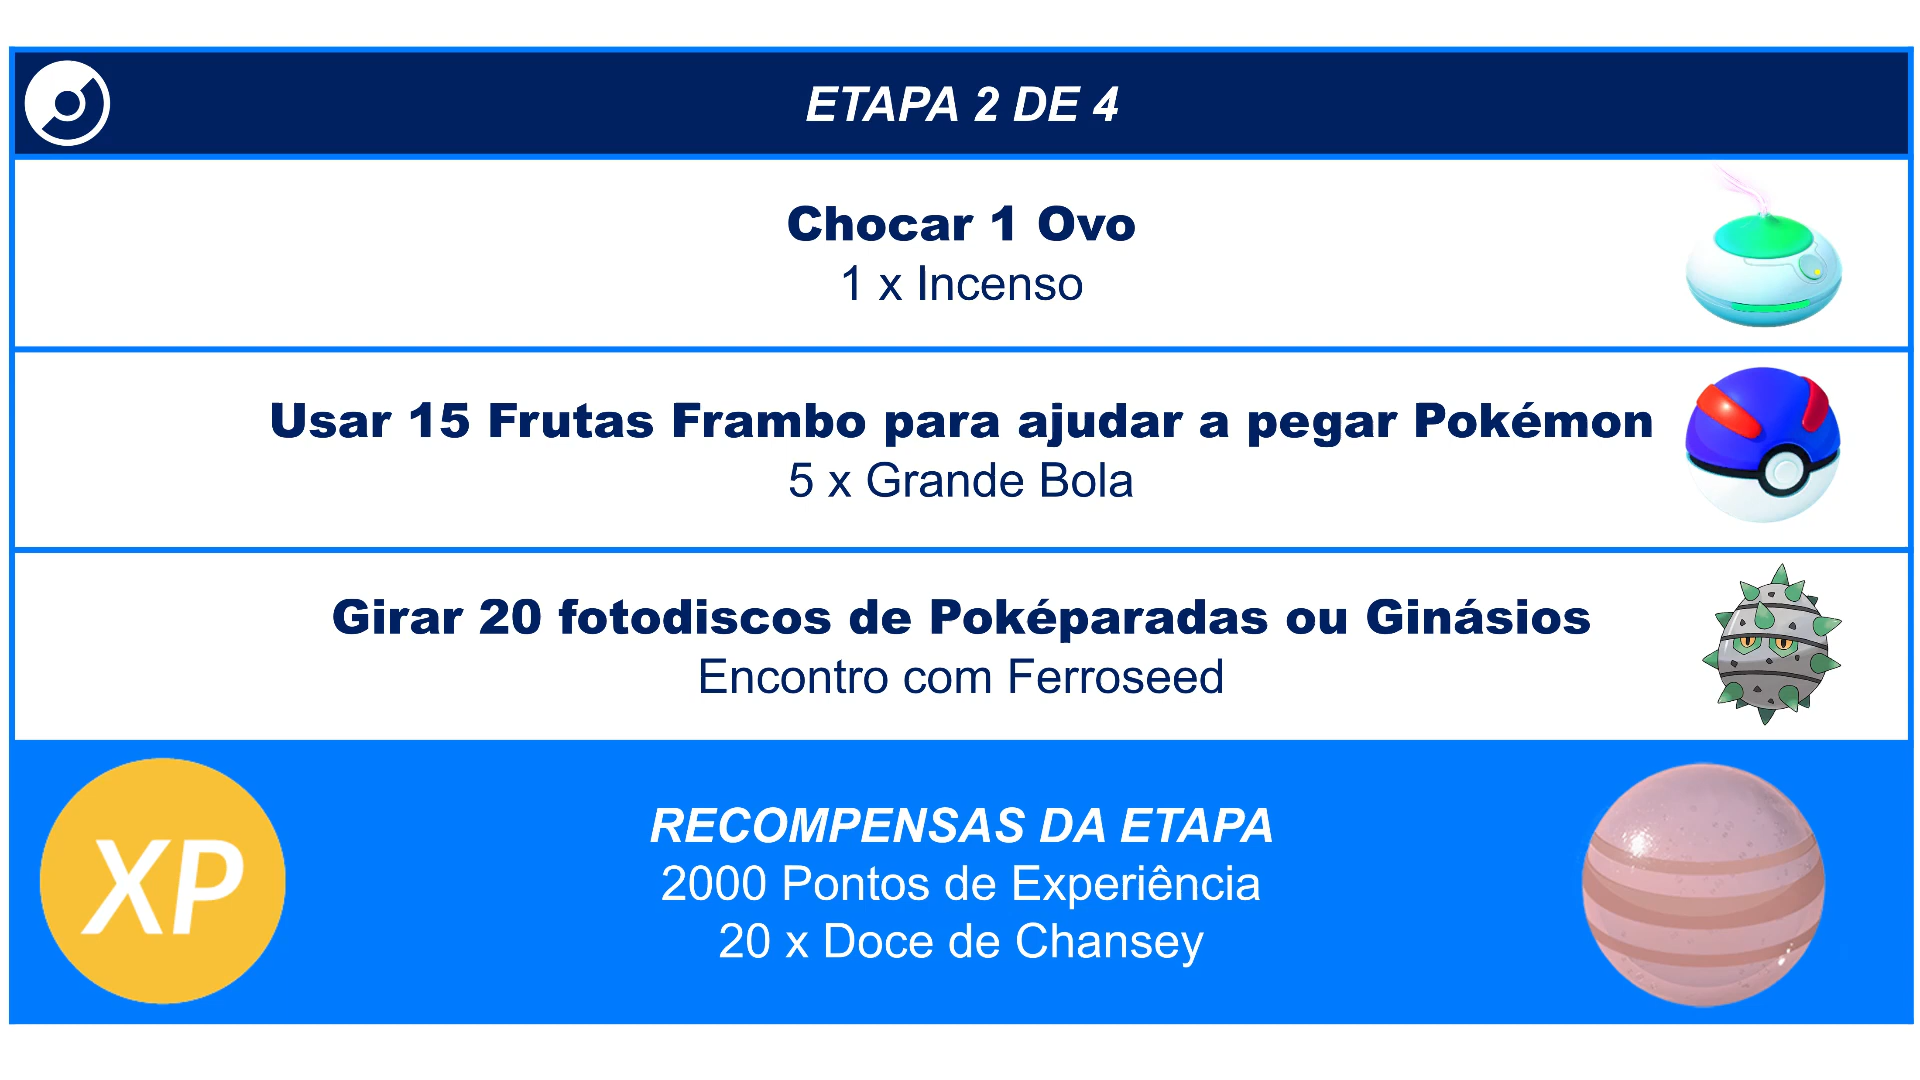 ETAPA 2 DE 4
Chocar 1 Ovo
1 x Incenso
Usar 15 Frutas Frambo para ajudar a pegar Pokémon
5 x Grande Bola
Girar 20 fotodiscos de Poképaradas ou Ginásios
Encontro com Ferroseed
XP
RECOMPENSAS DA ETAPA
2000 Pontos de Experiência
20 x Doce de Chansey